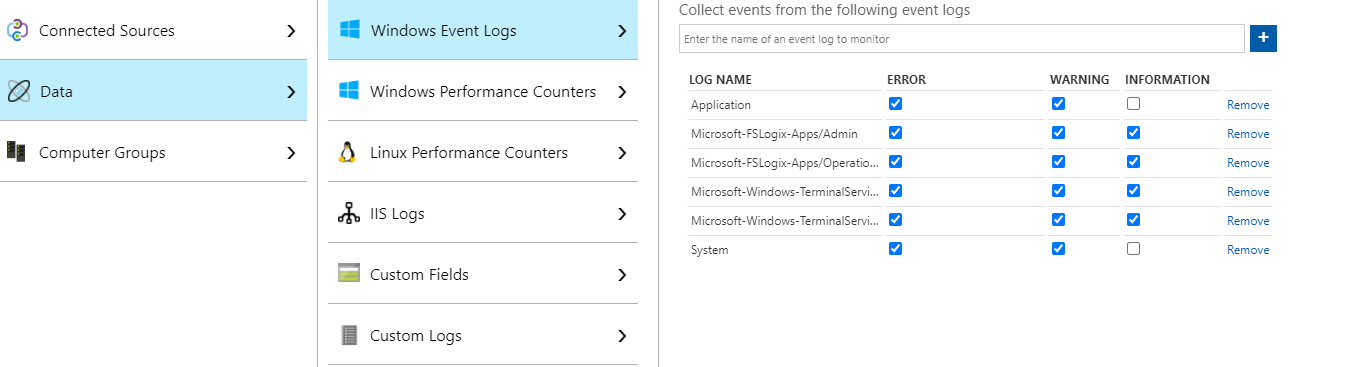 Connected Sources
Data
Computer Groups
Windows Event Logs
Windows Performance Counters
Linux Performance Counters
IIS Logs
Custom Fields
Custom Logs
Collect events from the following event logs
Enter the name of an event log to monitor
LOG NAME ERROR WARNING INFORMATION
Application Remove
Microsoft-FSLogix-Apps/Admin Remove
Microsoft-FSLogix-Apps/Operatio... Remove
Microsoft-Windows-TerminalServi... Remove
Microsoft-Windows-TerminalServi... Remove
System Remove